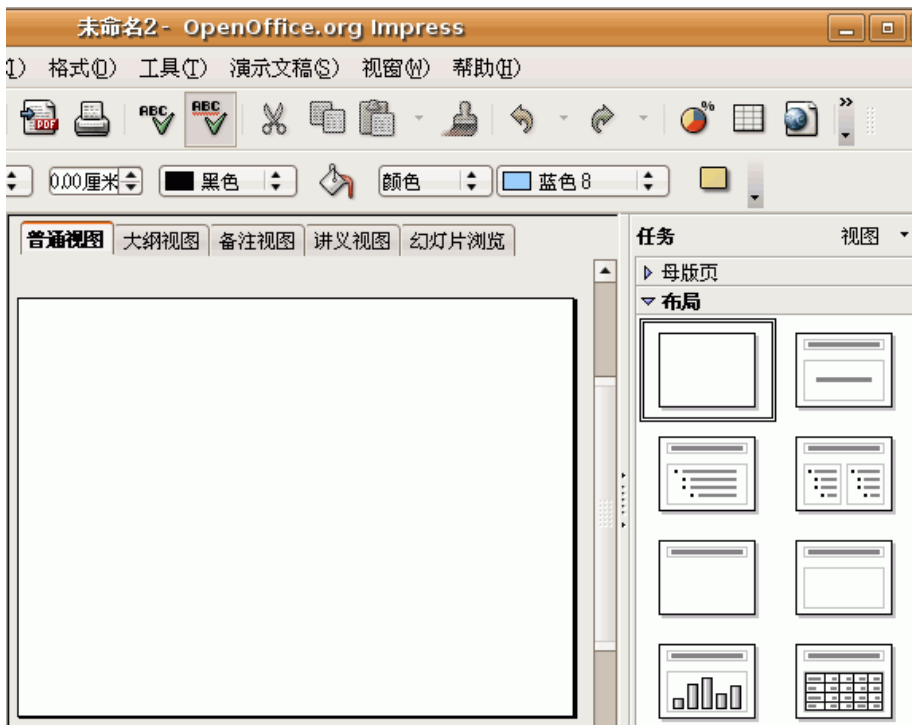 未命名2 - OpenOffice.org Impress
(I) 格式(O) 工具(T) 演示文稿(S) 视窗(W) 帮助(H)
PDF ABC ABC % »
0.00厘米 黑色 颜色 蓝色 8
普通视图 大纲视图 备注视图 讲义视图 幻灯片浏览
任务 视图
母版页
布局